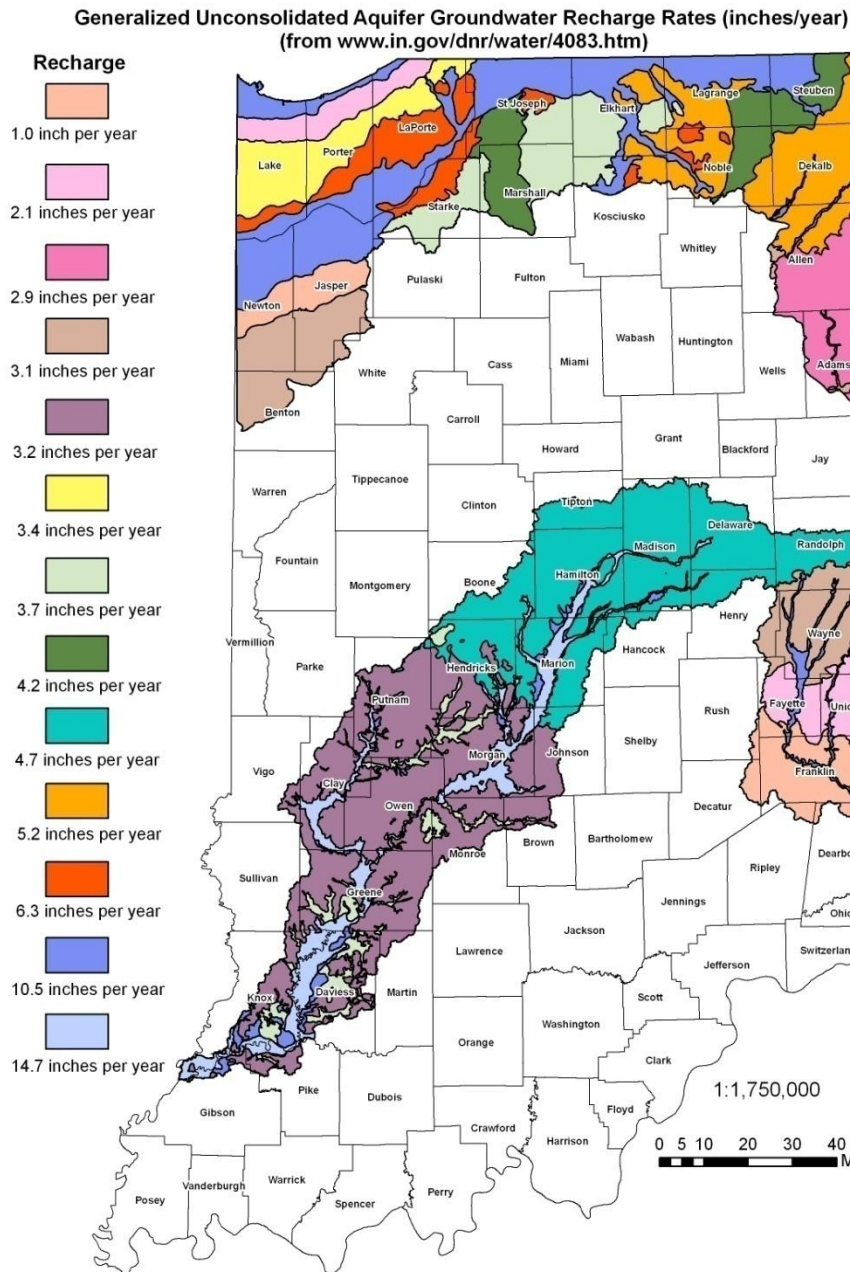 Generalized Unconsolidated Aquifer Groundwater Recharge Rates (inches/year)
(from www.in.gov/dnr/water/4083.htm)
Recharge
1.0 inch per year
2.1 inches per year
2.9 inches per year
3.1 inches per year
3.2 inches per year
3.4 inches per year
3.7 inches per year
4.2 inches per year
4.7 inches per year
5.2 inches per year
6.3 inches per year
10.5 inches per year
14.7 inches per year
Steuben
Lagrange
St Joseph
Elkhart
LaPorte
Porter
Lake
Noble
Dekalb
Marshall
Starke
Kosciusko
Whitley
Allen
Pulaski
Fulton
Jasper
Newton
Wabash
Huntington
Miami
Cass
White
Wells
Adams
Benton
Carroll
Grant
Howard
Blackford
Jay
Tippecanoe
Warren
Clinton
Tipton
Delaware
Madison
Randolph
Fountain
Hamilton
Boone
Montgomery
Henry
Wayne
Vermillion
Hancock
Marion
Hendricks
Parke
Putnam
Fayette
Unio
Rush
Morgan
Johnson
Shelby
Vigo
Clay
Franklin
Owen
Decatur
Brown
Bartholomew
Monroe
Dearbo
Ripley
Sullivan
Greene
Jennings
Ohio
Jackson
Lawrence
Switzerlan
Jefferson
Knox
Daviess
Martin
Scott
Washington
Orange
Clark
Pike
Dubois
Gibson
Floyd
Crawford
Harrison
Posey
Vanderburgh
Warrick
Spencer
Perry
1:1,750,000
0 5 10 20 30 40
M